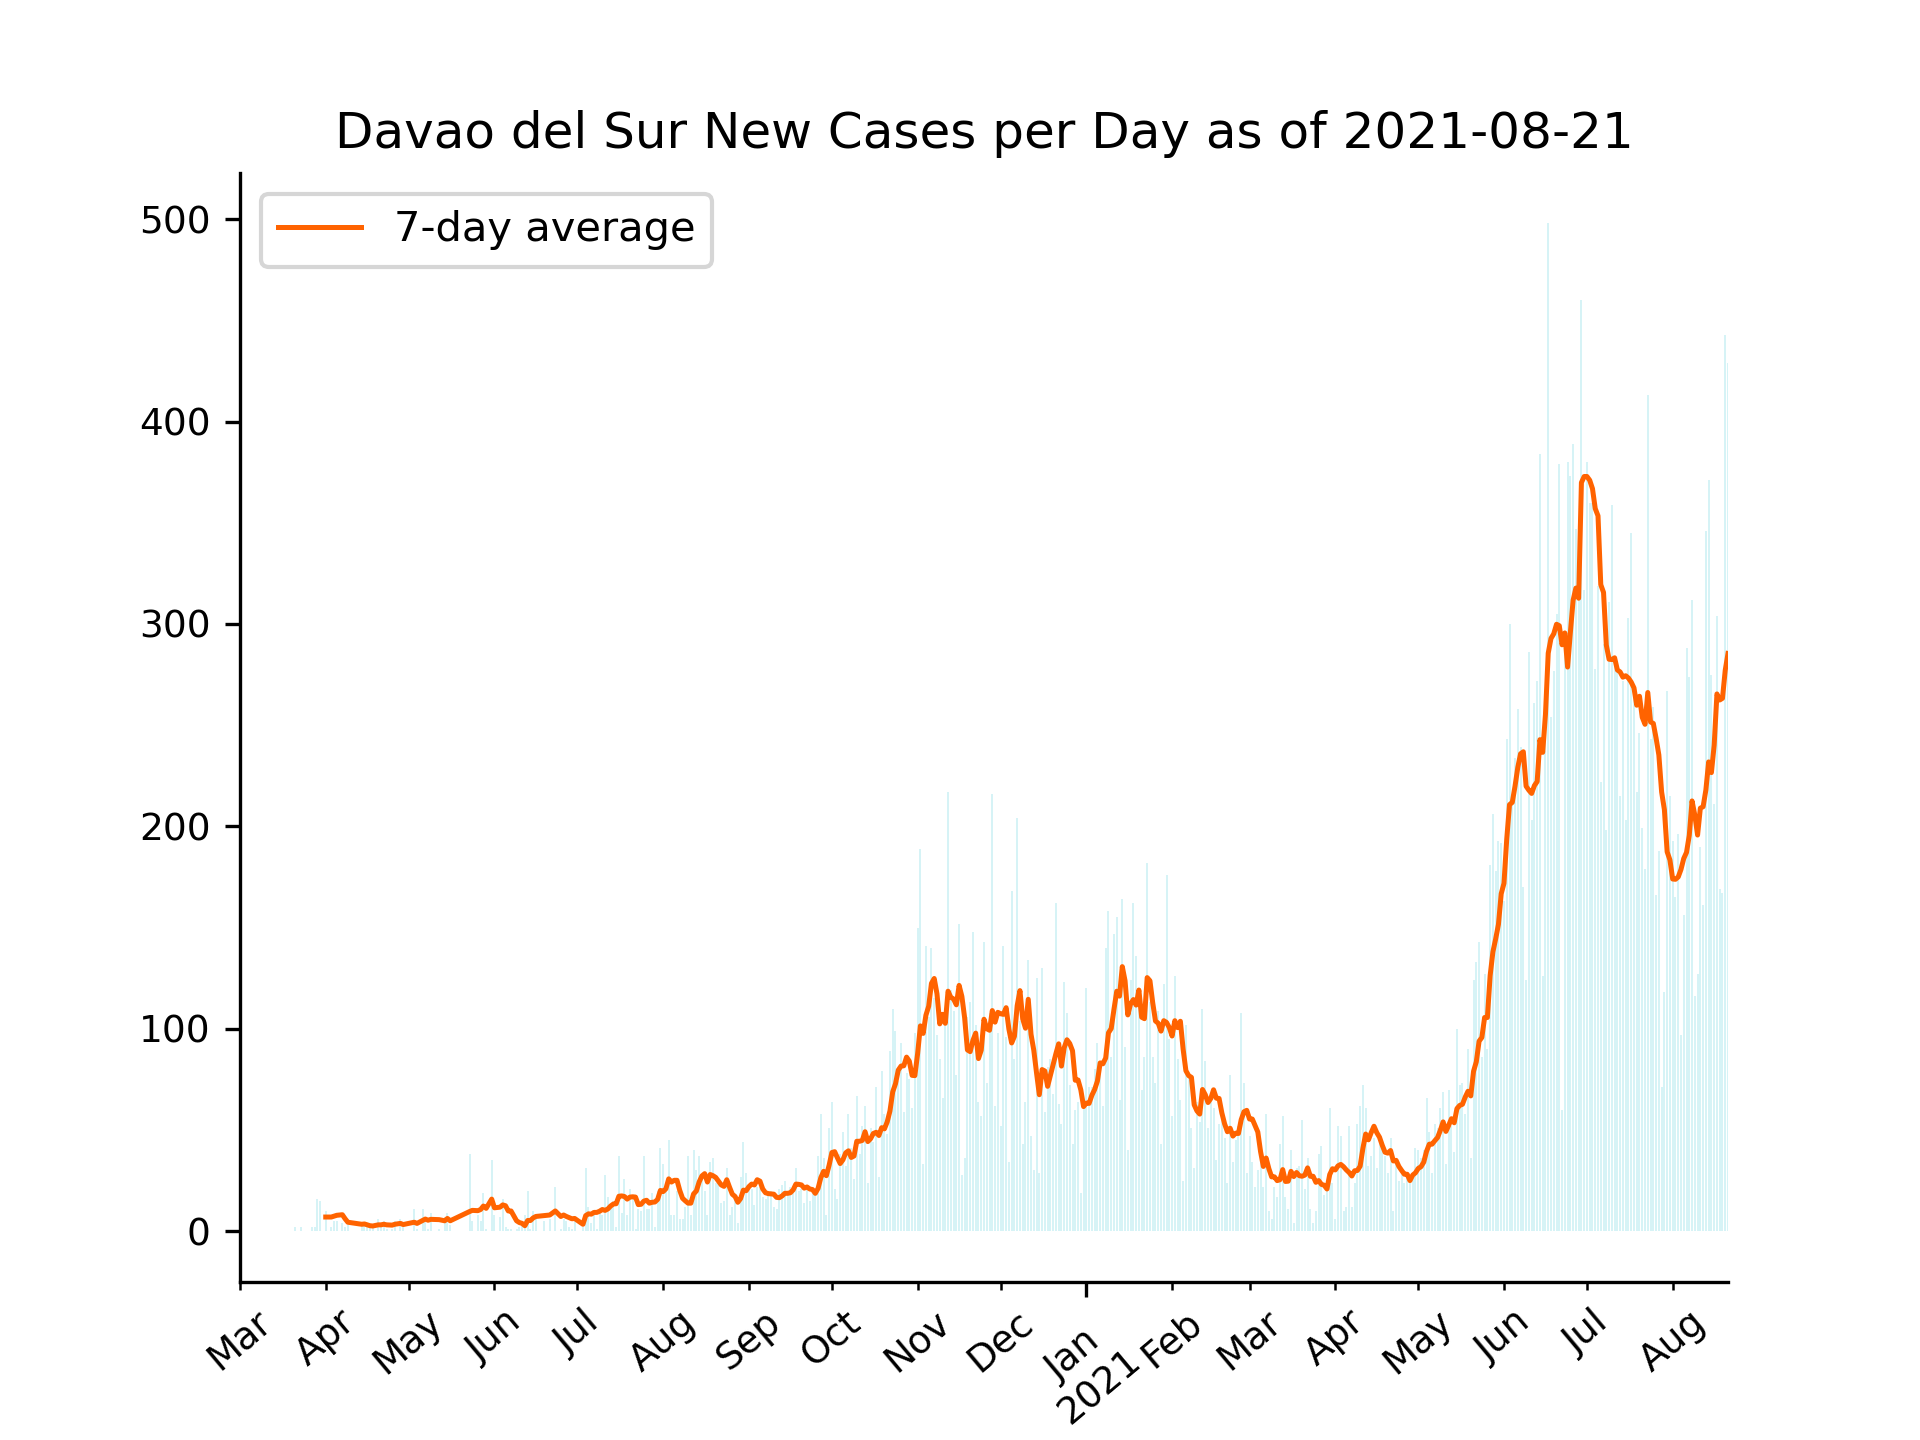 Davao del Sur New Cases per Day as of 2021-08-21
7-day average
500
400
300
200
100
0
Mar Apr May Jun Jul Aug Sep Oct Nov Dec Jan Feb Mar Apr May Jun Jul Aug
2021